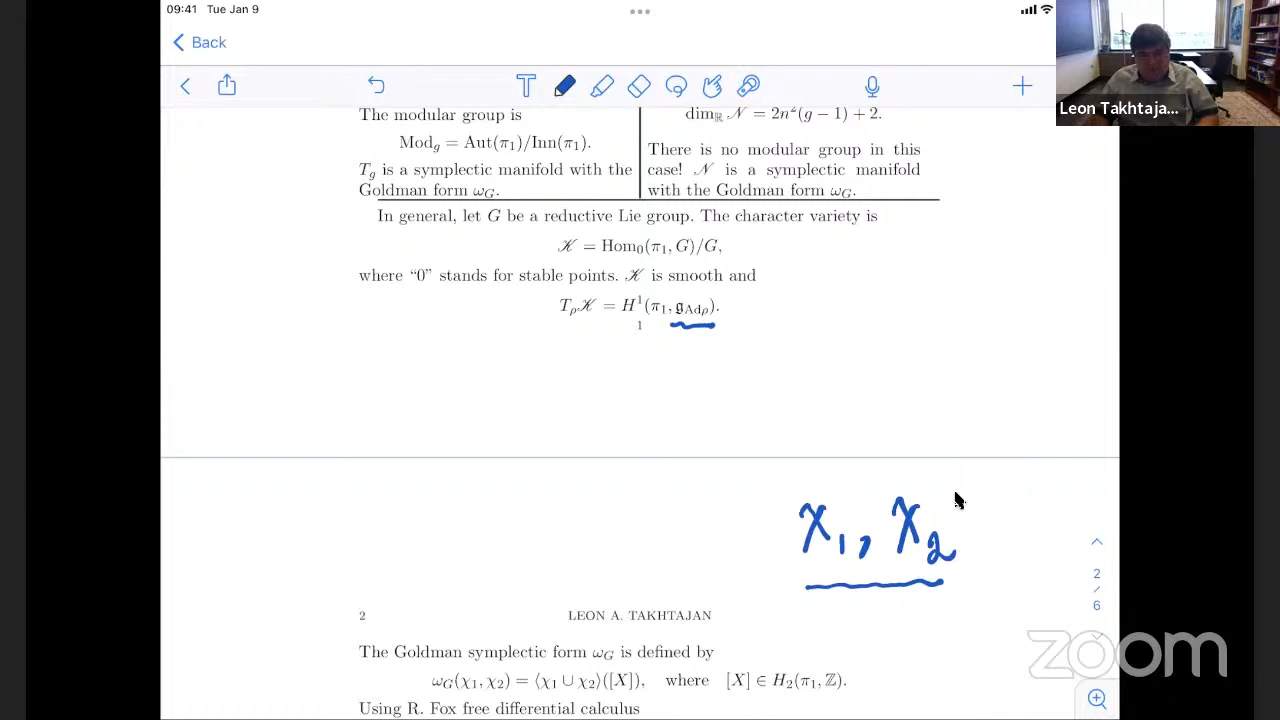 09:41 Tue Jan 9
Back
Leon Takhtaja...
The modular group is
Mod_g = Aut(π₁)/Inn(π₁).
T_g is a symplectic manifold with the
Goldman form ω_G.
dim_ℝ 𝒩 = 2n²(g − 1) + 2.
There is no modular group in this
case! 𝒩 is a symplectic manifold
with the Goldman form ω_G.
In general, let G be a reductive Lie group. The character variety is
𝒦 = Hom₀(π₁, G)/G,
where “0” stands for stable points. 𝒦 is smooth and
T_ρ𝒦 = H¹(π₁, 𝔤_Adρ).
1
χ₁, χ₂
2
/
6
2 LEON A. TAKHTAJAN
The Goldman symplectic form ω_G is defined by
ω_G(χ₁, χ₂) = ⟨χ₁ ∪ χ₂⟩([X]), where [X] ∈ H₂(π₁, ℤ).
Using R. Fox free differential calculus
zoom